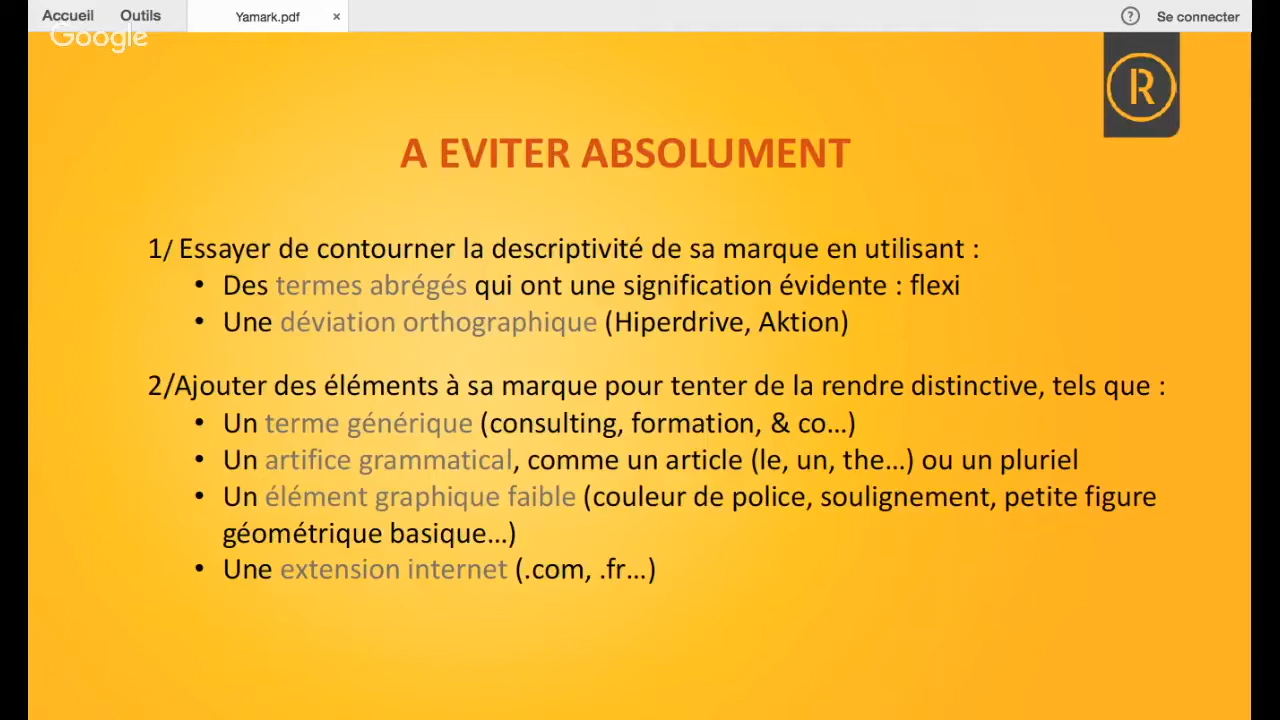 Accueil Outils Yamark.pdf × ? Se connecter
Google
R
A EVITER ABSOLUMENT
1/ Essayer de contourner la descriptivité de sa marque en utilisant :
• Des termes abrégés qui ont une signification évidente : flexi
• Une déviation orthographique (Hiperdrive, Aktion)
2/Ajouter des éléments à sa marque pour tenter de la rendre distinctive, tels que :
• Un terme générique (consulting, formation, & co…)
• Un artifice grammatical, comme un article (le, un, the…) ou un pluriel
• Un élément graphique faible (couleur de police, soulignement, petite figure
géométrique basique…)
• Une extension internet (.com, .fr…)